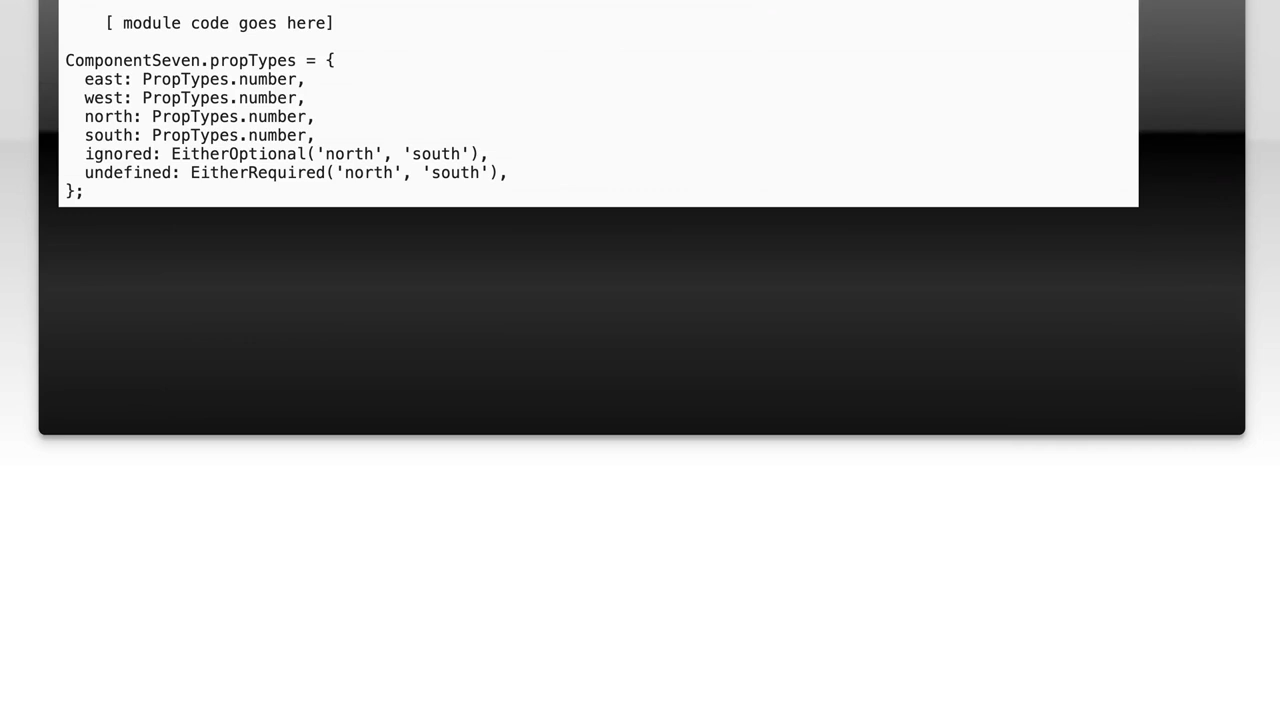 [ module code goes here]
ComponentSeven.propTypes = {
east: PropTypes.number,
west: PropTypes.number,
north: PropTypes.number,
south: PropTypes.number,
ignored: EitherOptional('north', 'south'),
undefined: EitherRequired('north', 'south'),
};